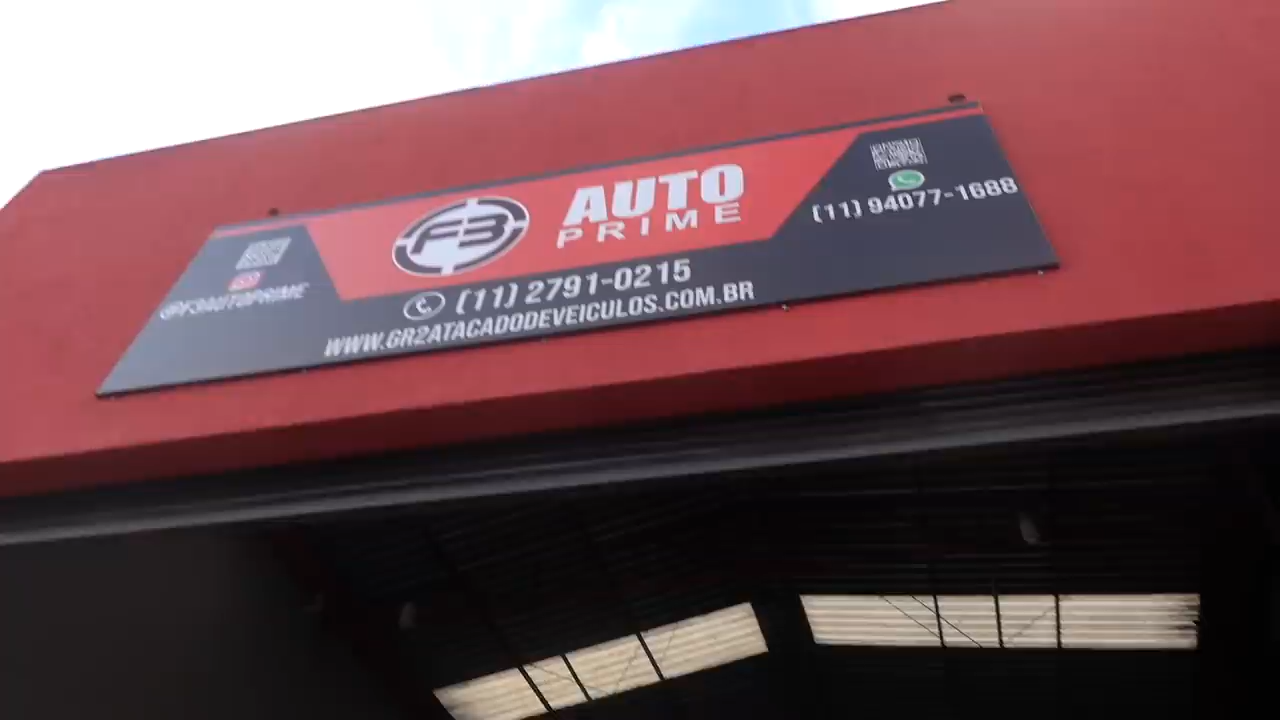 F3
AUTO
PRIME
(11) 94077-1688
@F3AUTOPRIME
(11) 2791-0215
WWW.GR2ATACADODEVEICULOS.COM.BR